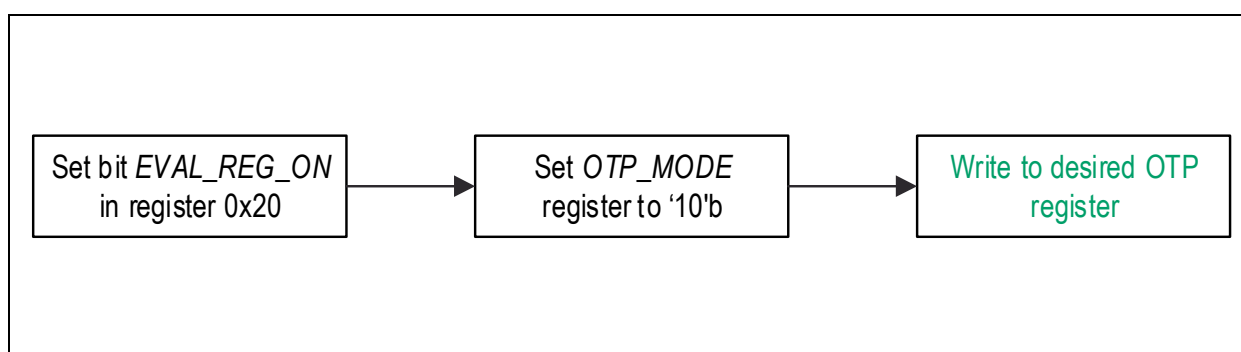 Set bit EVAL_REG_ON
in register 0x20
Set OTP_MODE
register to ‘10'b
Write to desired OTP
register